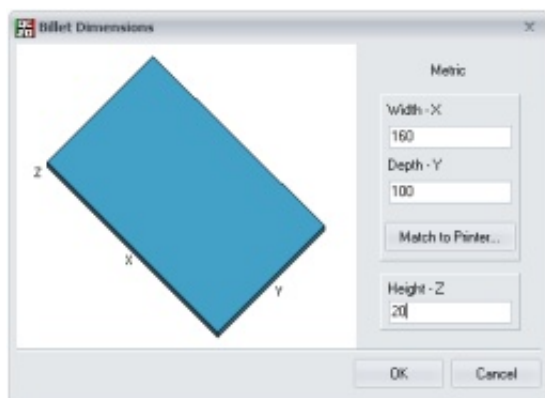 Billet Dimensions
Metric
Width - X
160
Depth - Y
100
Match to Printer...
Height - Z
20
Z
X
Y
OK
Cancel